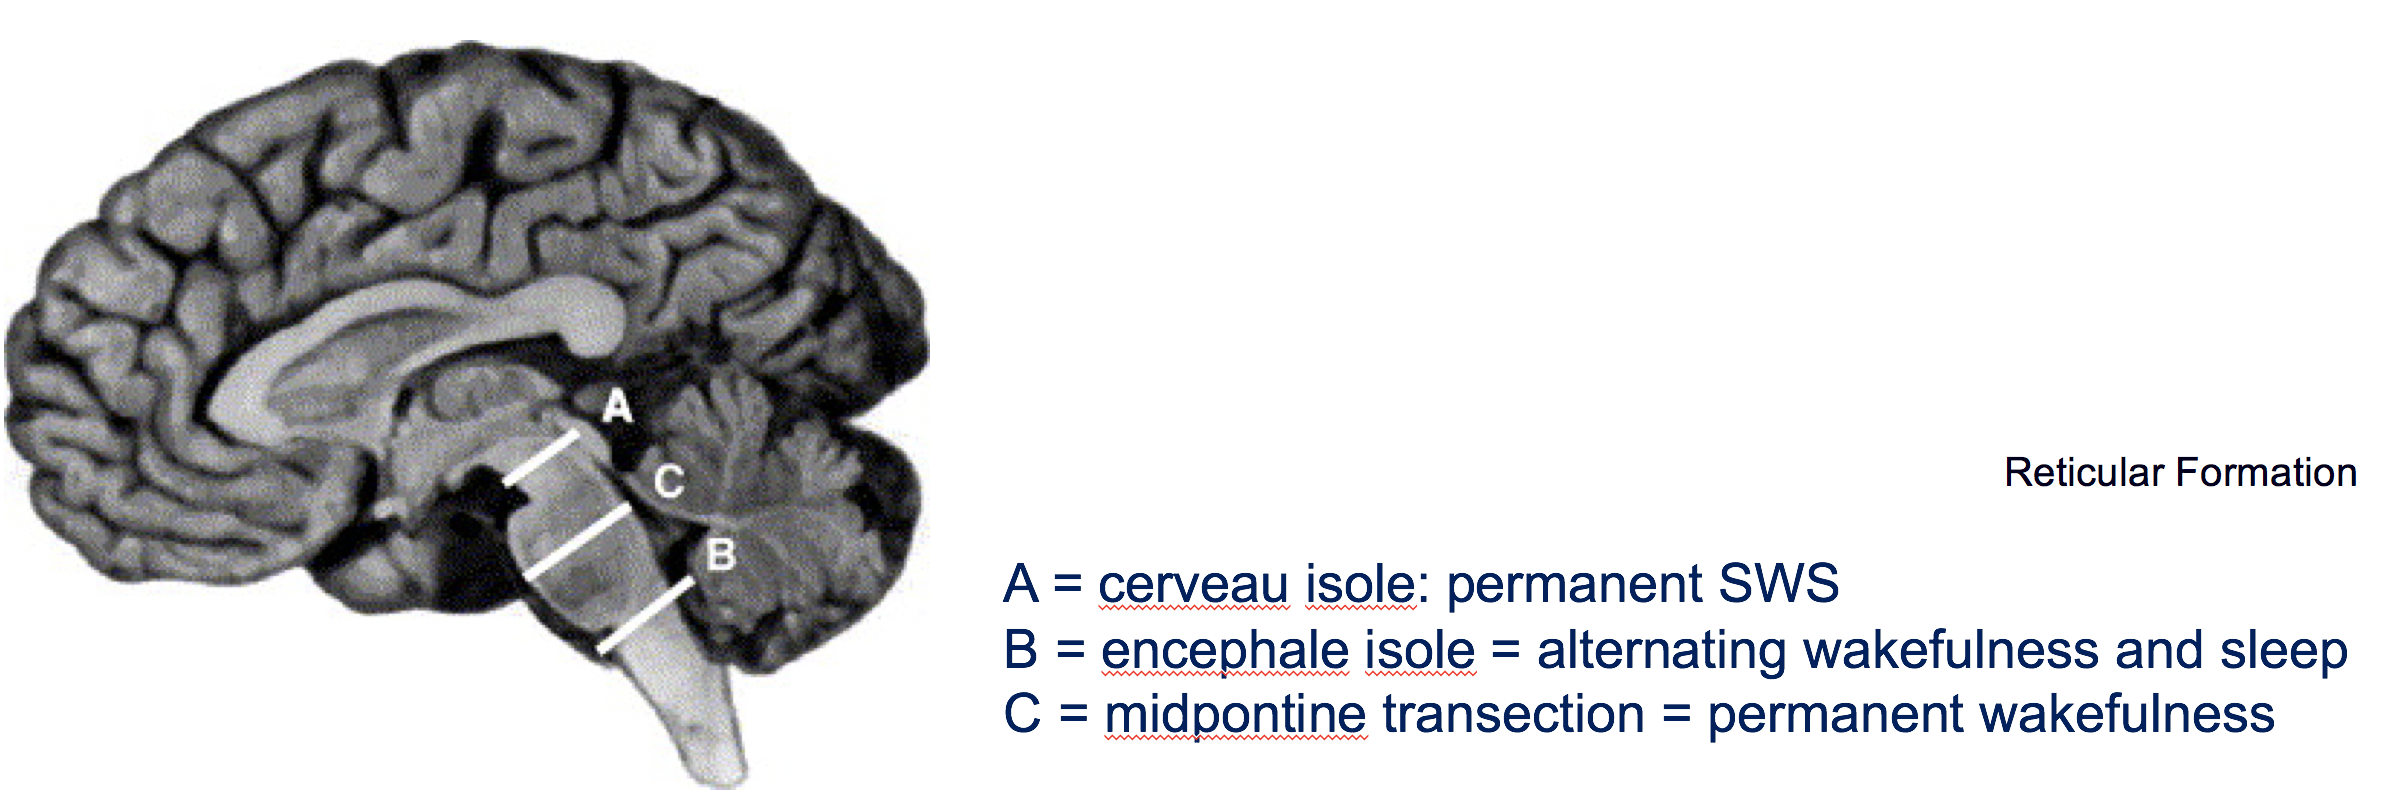 A
C
B
Reticular Formation
A = cerveau isole: permanent SWS
B = encephale isole = alternating wakefulness and sleep
C = midpontine transection = permanent wakefulness